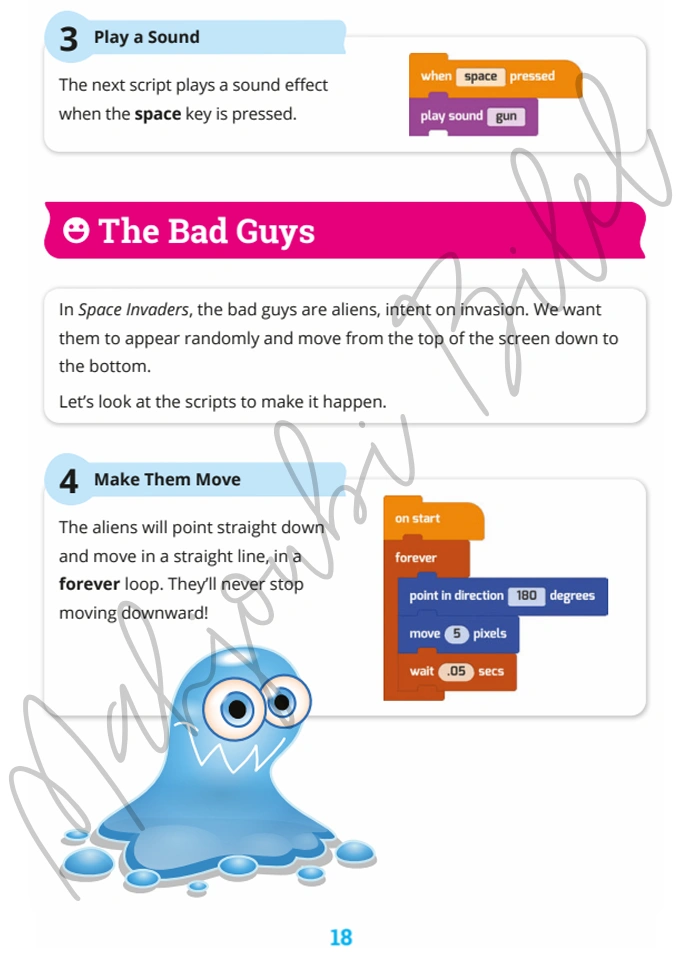 3 Play a Sound
The next script plays a sound effect
when the space key is pressed.
when space pressed
play sound gun
The Bad Guys
In Space Invaders, the bad guys are aliens, intent on invasion. We want
them to appear randomly and move from the top of the screen down to
the bottom.
Let's look at the scripts to make it happen.
4 Make Them Move
The aliens will point straight down
and move in a straight line, in a
forever loop. They'll never stop
moving downward!
on start
forever
point in direction 180 degrees
move 5 pixels
wait .05 secs
18